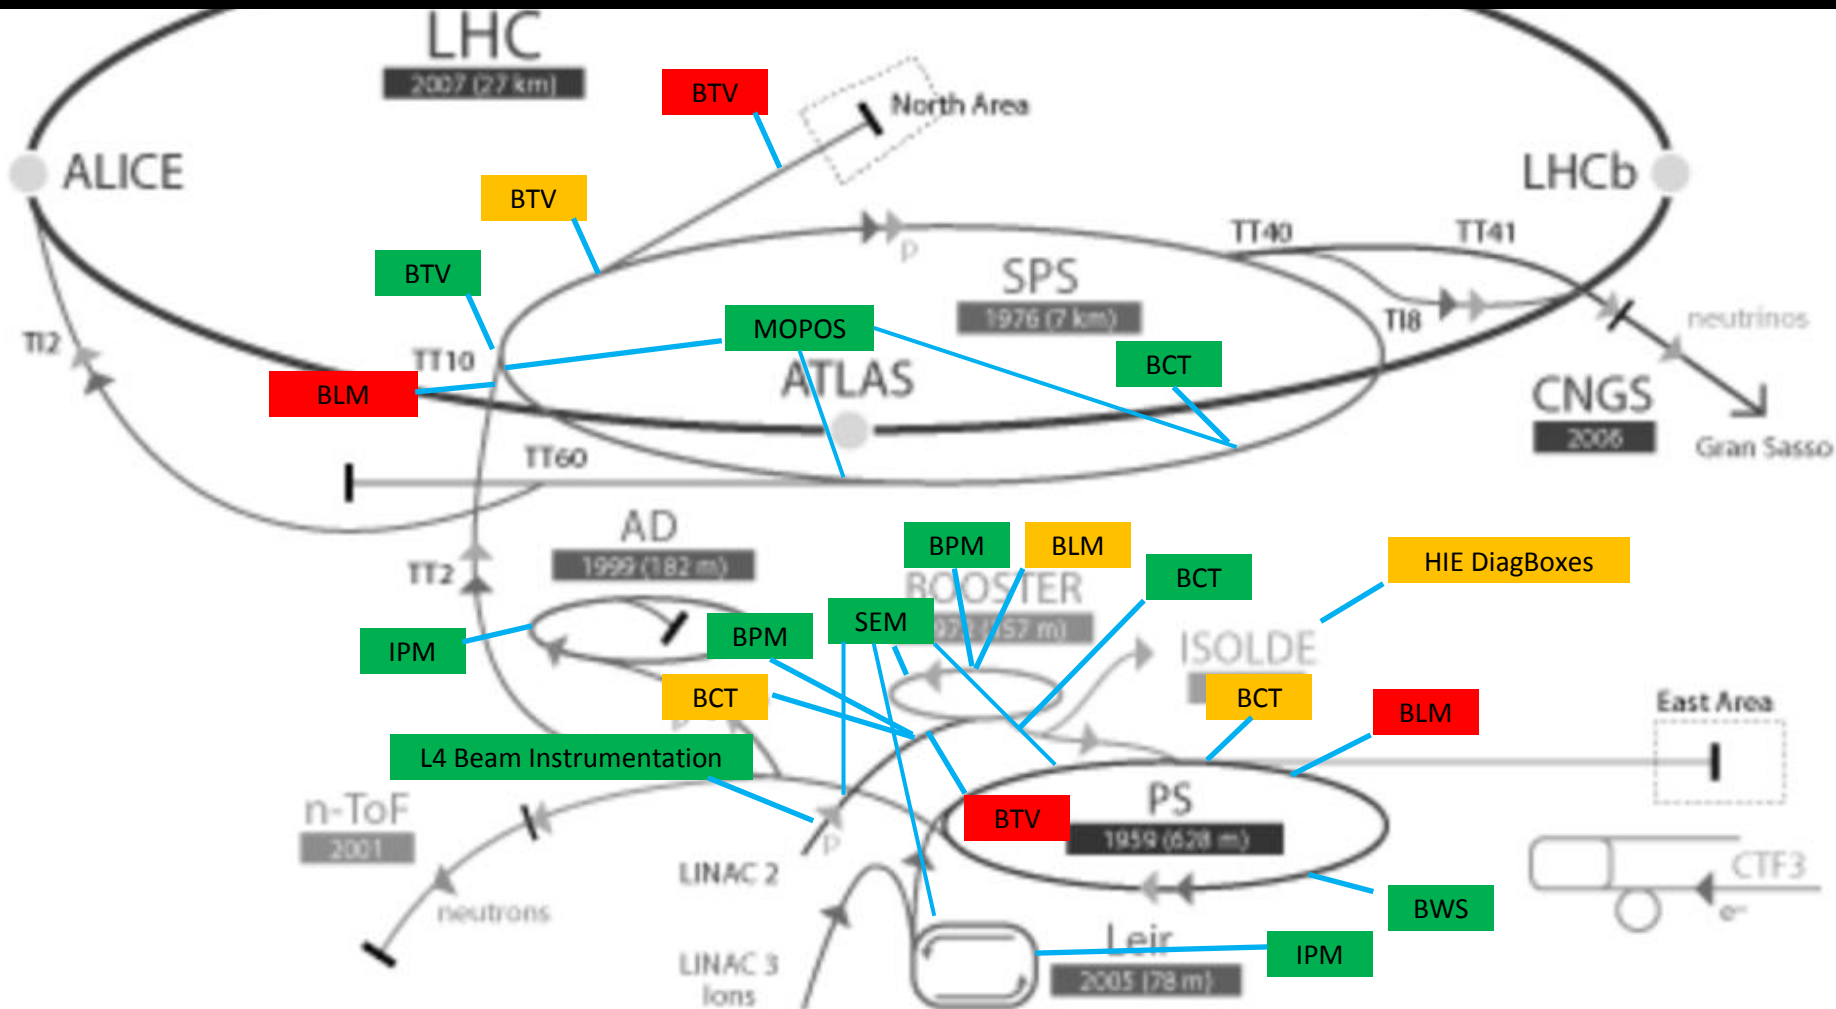 LHC
2007 (27 km)
BTV
North Area
ALICE
LHCb
BTV
TT40
TT41
P
BTV
SPS
1976 (7 km)
MOPOS
TI8
neutrinos
TI2
TT10
BCT
BLM
ATLAS
CNGS
2006
Gran Sasso
TT60
AD
1999 (182 m)
BPM
BLM
HIE DiagBoxes
TT2
BCT
BOOSTER
SEM
157 m)
BPM
IPM
ISOLDE
BCT
BCT
BLM
East Area
L4 Beam Instrumentation
n-ToF
2001
PS
1959 (628 m)
BTV
P
LINAC 2
CTF3
e⁻
neutrons
BWS
Leir
2005 (78 m)
IPM
LINAC 3
Ions